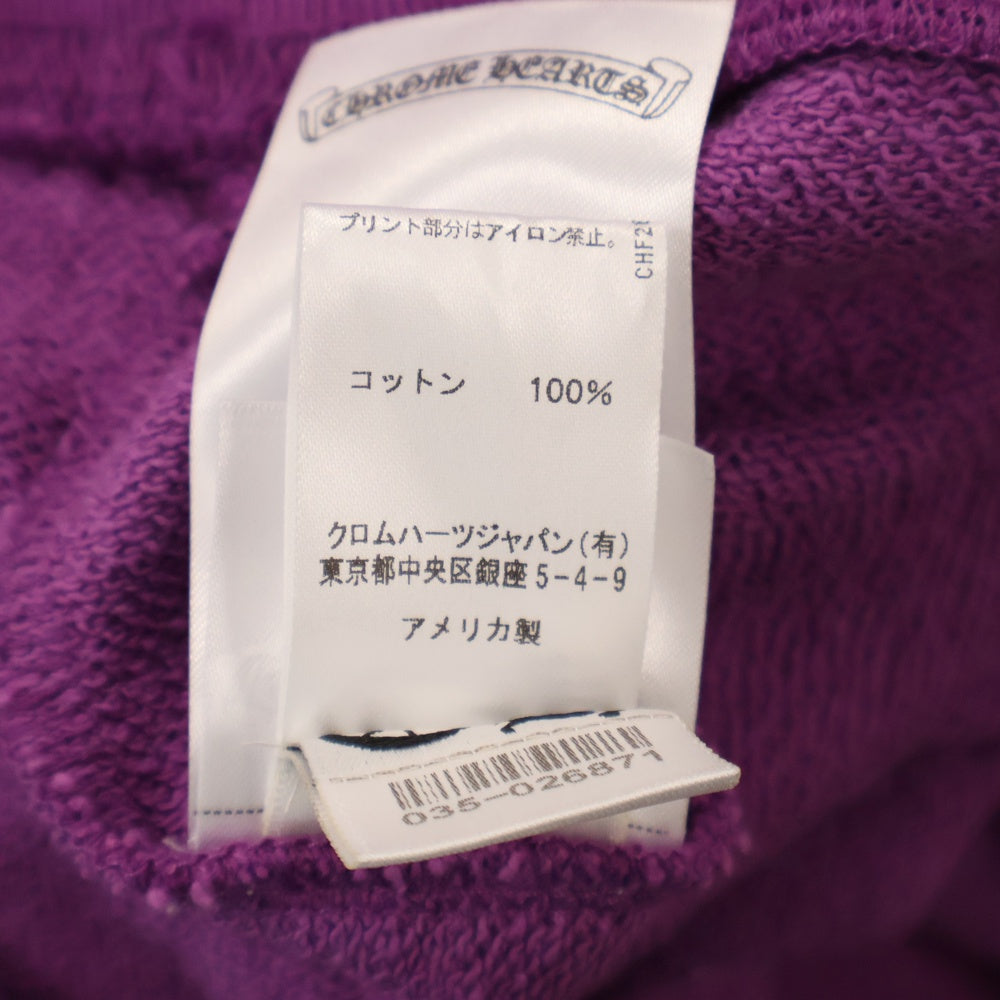 CHROME HEARTS
プリント部分はアイロン禁止。
コットン 100%
クロムハーツジャパン(有)
東京都中央区銀座5-4-9
アメリカ製
035-026871